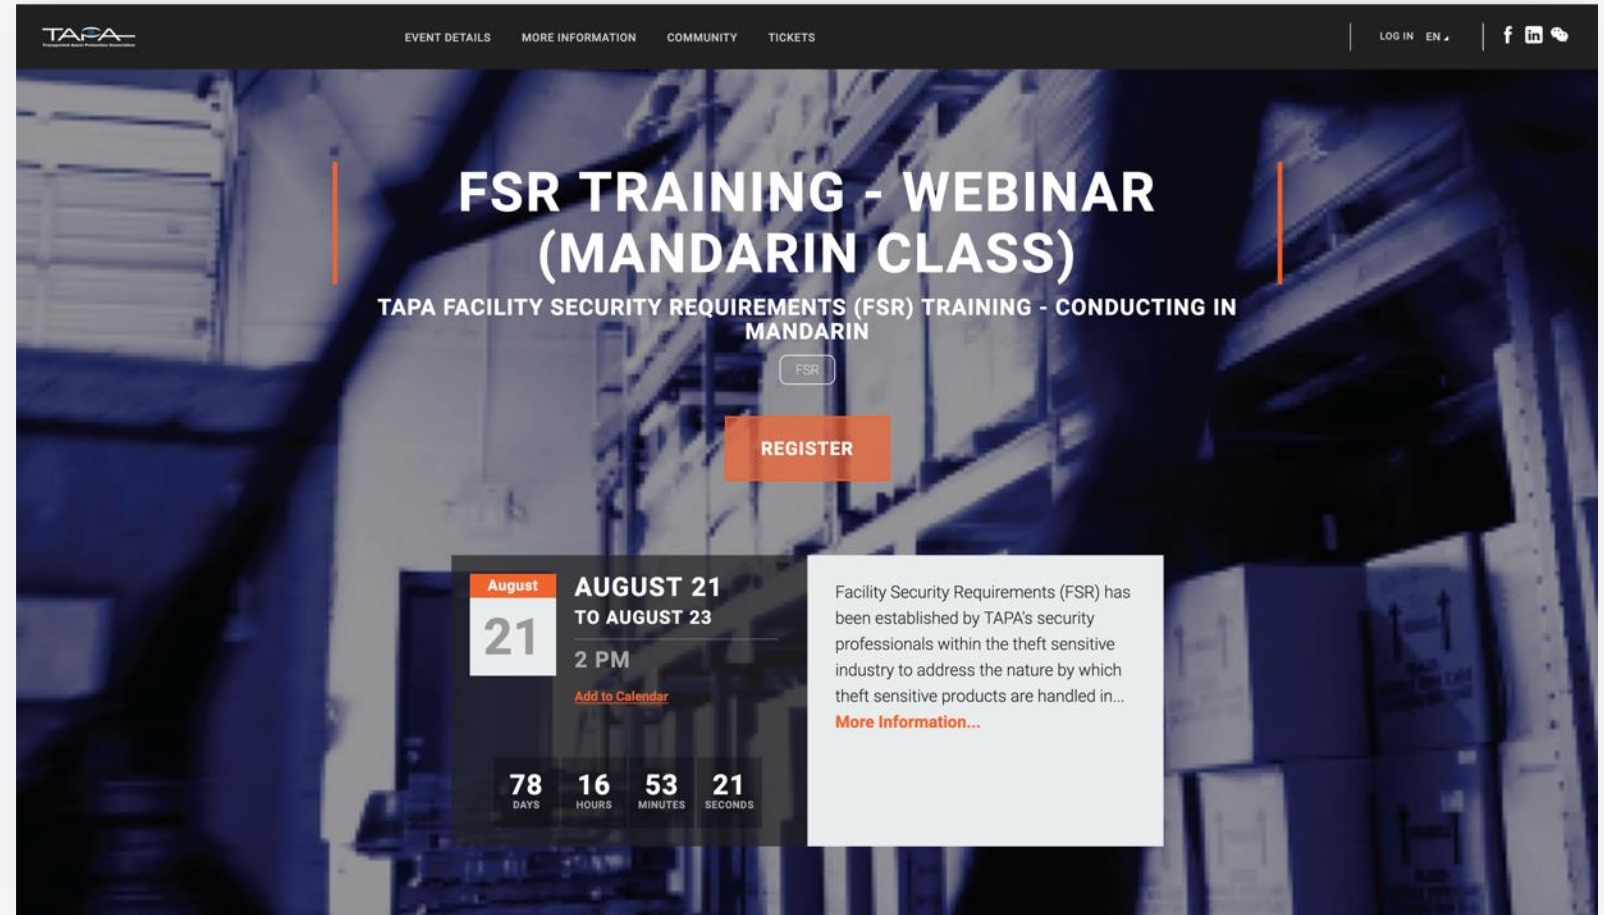 TAPA
Transported Asset Protection Association
EVENT DETAILS
MORE INFORMATION
COMMUNITY
TICKETS
LOG IN
EN
FSR TRAINING - WEBINAR
(MANDARIN CLASS)
TAPA FACILITY SECURITY REQUIREMENTS (FSR) TRAINING - CONDUCTING IN
MANDARIN
FSR
REGISTER
August
21
AUGUST 21
TO AUGUST 23
2 PM
Add to Calendar
78
DAYS
16
HOURS
53
MINUTES
21
SECONDS
Facility Security Requirements (FSR) has
been established by TAPA's security
professionals within the theft sensitive
industry to address the nature by which
theft sensitive products are handled in...
More Information...